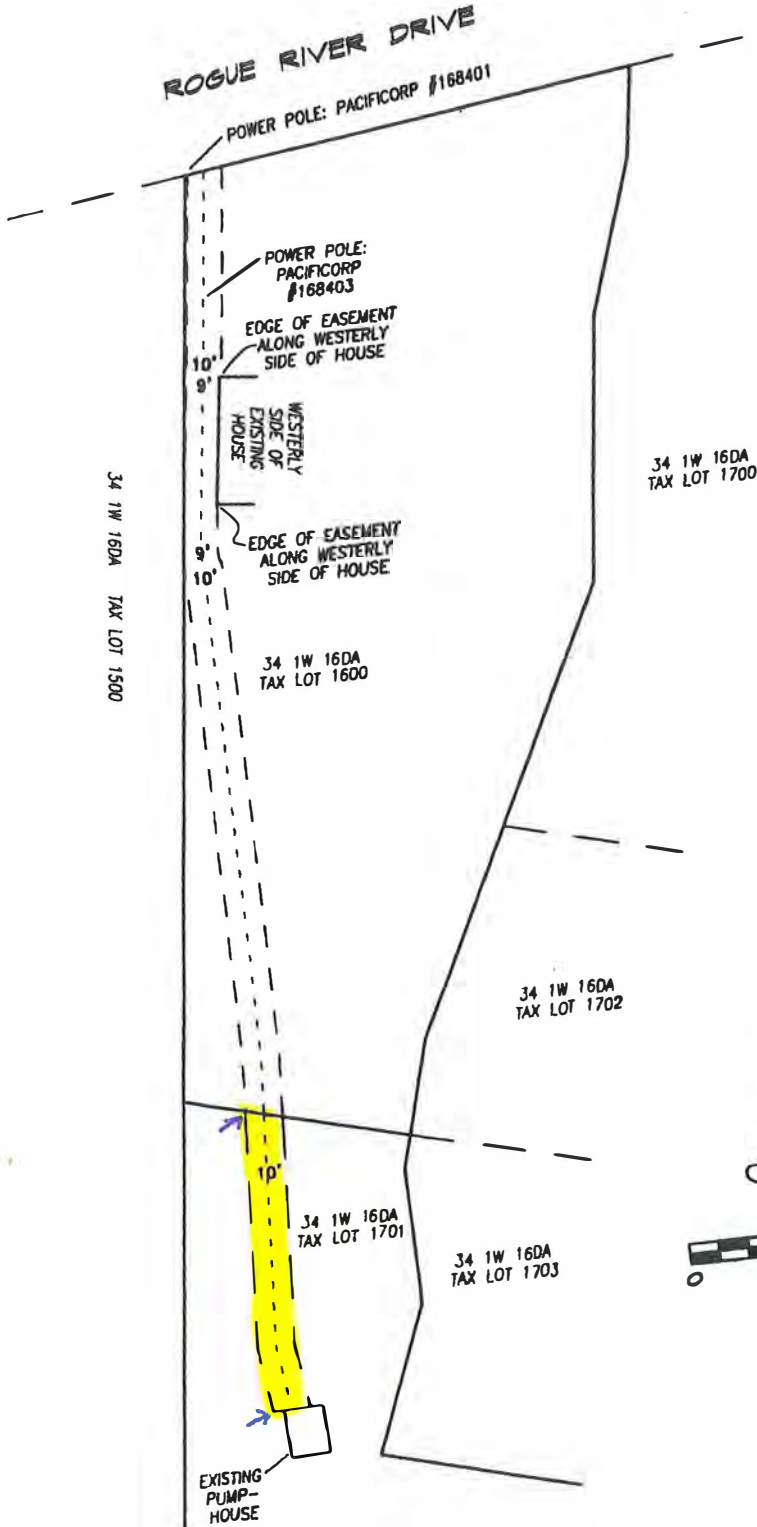 ROGUE RIVER DRIVE
POWER POLE: PACIFICORP #168401
POWER POLE:
PACIFICORP
#168403
EDGE OF EASEMENT
ALONG WESTERLY
SIDE OF HOUSE
10'
9'
WESTERLY
SIDE OF
EXISTING
HOUSE
34 1W 16DA
TAX LOT 1700
34 1W 16DA TAX LOT 1500
EDGE OF EASEMENT
ALONG WESTERLY
SIDE OF HOUSE
9'
10'
34 1W 16DA
TAX LOT 1600
34 1W 16DA
TAX LOT 1702
10'
34 1W 16DA
TAX LOT 1701
34 1W 16DA
TAX LOT 1703
0
EXISTING
PUMP-
HOUSE